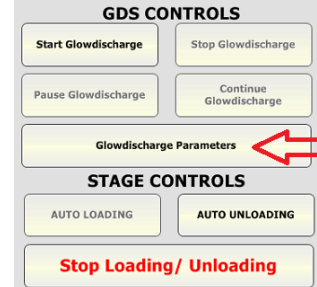 GDS CONTROLS
Start Glowdischarge Stop Glowdischarge
Pause Glowdischarge Continue
Glowdischarge
Glowdischarge Parameters
STAGE CONTROLS
AUTO LOADING AUTO UNLOADING
Stop Loading/ Unloading